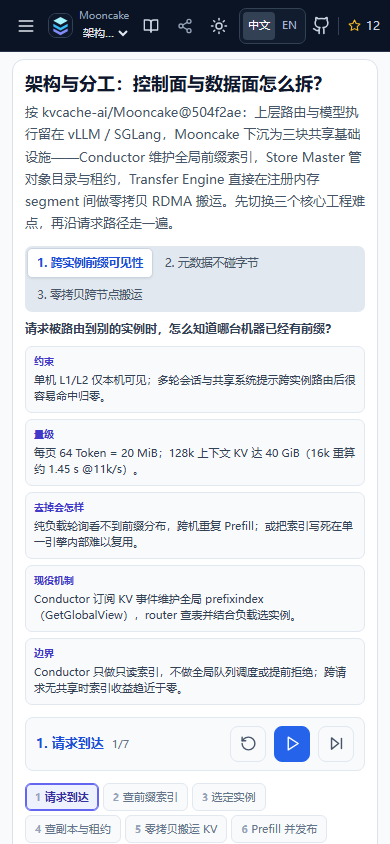 Mooncake
架构...
中文 EN
12
架构与分工：控制面与数据面怎么拆？
按 kvcache-ai/Mooncake@504f2ae：上层路由与模型执
行留在 vLLM / SGLang，Mooncake 下沉为三块共享基础
设施——Conductor 维护全局前缀索引，Store Master 管
对象目录与租约，Transfer Engine 直接在注册内存
segment 间做零拷贝 RDMA 搬运。先切换三个核心工程难
点，再沿请求路径走一遍。
1. 跨实例前缀可见性 2. 元数据不碰字节
3. 零拷贝跨节点搬运
请求被路由到别的实例时，怎么知道哪台机器已经有前缀？
约束
单机 L1/L2 仅本机可见；多轮会话与共享系统提示跨实例路由后很
容易命中归零。
量级
每页 64 Token = 20 MiB；128k 上下文 KV 达 40 GiB（16k 重算
约 1.45 s @11k/s）。
去掉会怎样
纯负载轮询看不到前缀分布，跨机重复 Prefill；或把索引写死在单
一引擎内部难以复用。
现役机制
Conductor 订阅 KV 事件维护全局 prefixindex
（GetGlobalView），router 查表并结合负载选实例。
边界
Conductor 只做只读索引，不做全局队列调度或提前拒绝；跨请
求无共享时索引收益趋近于零。
1. 请求到达 1/7
1 请求到达 2 查前缀索引 3 选定实例
4 查副本与租约 5 零拷贝搬运 KV 6 Prefill 并发布